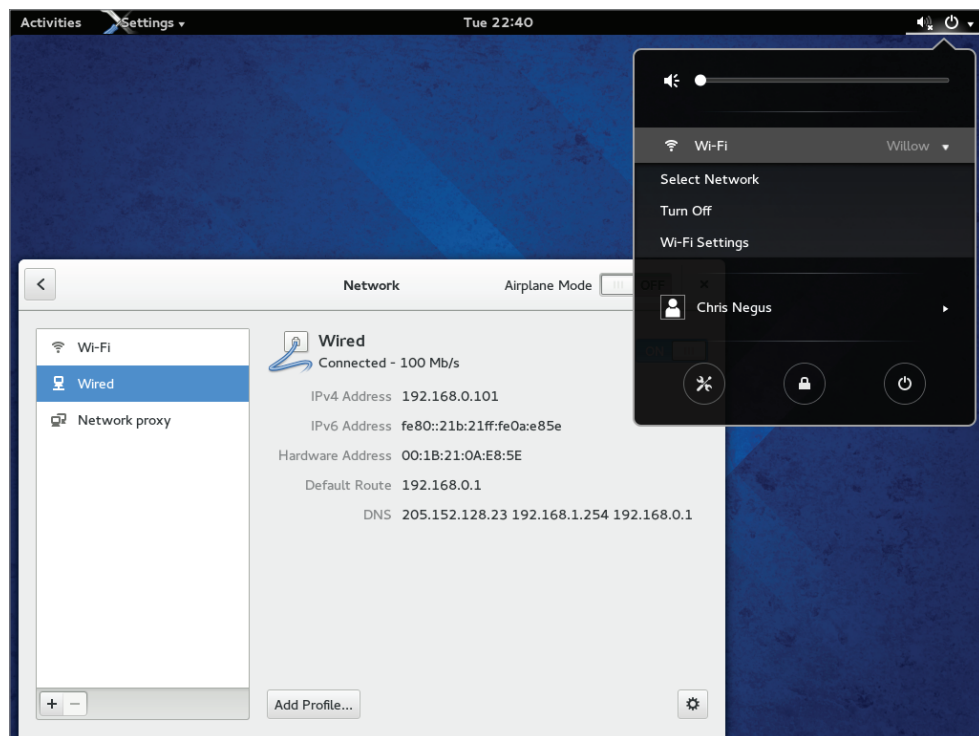 Activities Settings Tue 22:40
Wi-Fi Willow
Select Network
Turn Off
Wi-Fi Settings
Chris Negus
Network Airplane Mode OFF
Wi-Fi
Wired
Network proxy
Wired
ON
Connected - 100 Mb/s
IPv4 Address 192.168.0.101
IPv6 Address fe80::21b:21ff:fe0a:e85e
Hardware Address 00:1B:21:0A:E8:5E
Default Route 192.168.0.1
DNS 205.152.128.23 192.168.1.254 192.168.0.1
Add Profile...